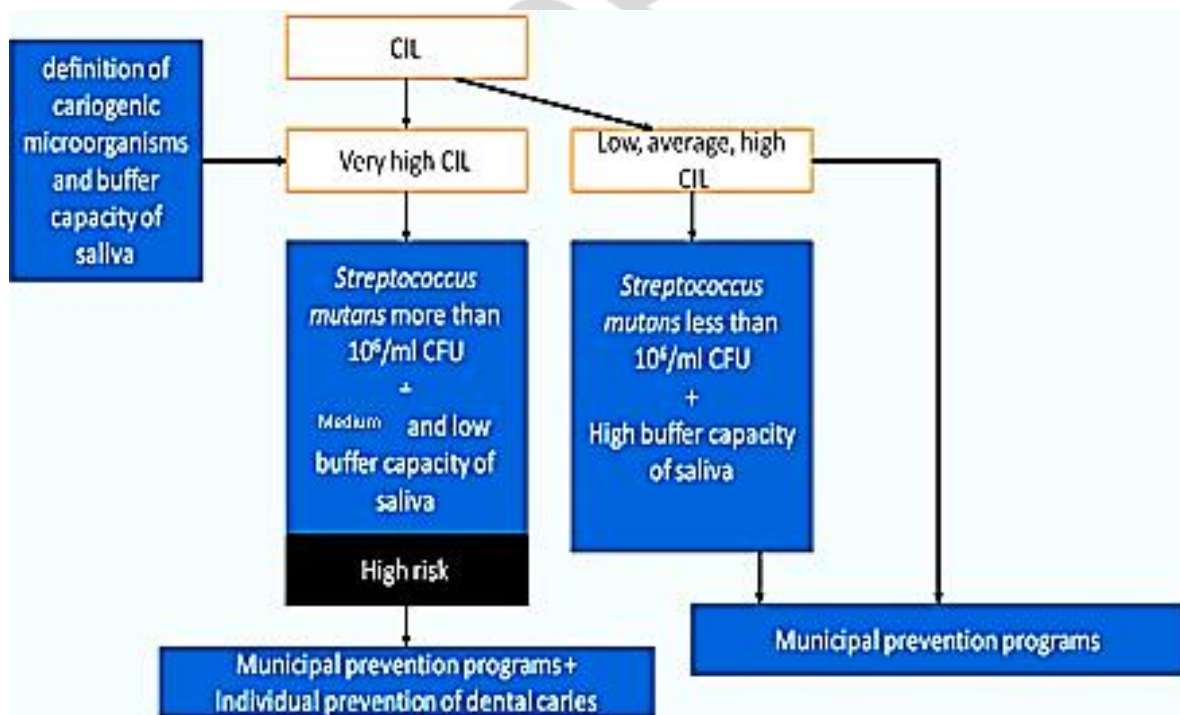 CIL
definition of
cariogenic
microorganisms
and buffer
capacity of
saliva
Very high CIL
Low, average, high
CIL
Streptococcus
mutans more than
10⁶/ml CFU
+
Medium and low
buffer capacity of
saliva
High risk
Streptococcus
mutans less than
10⁶/ml CFU
+
High buffer capacity
of saliva
Municipal prevention programs +
Individual prevention of dental caries
Municipal prevention programs